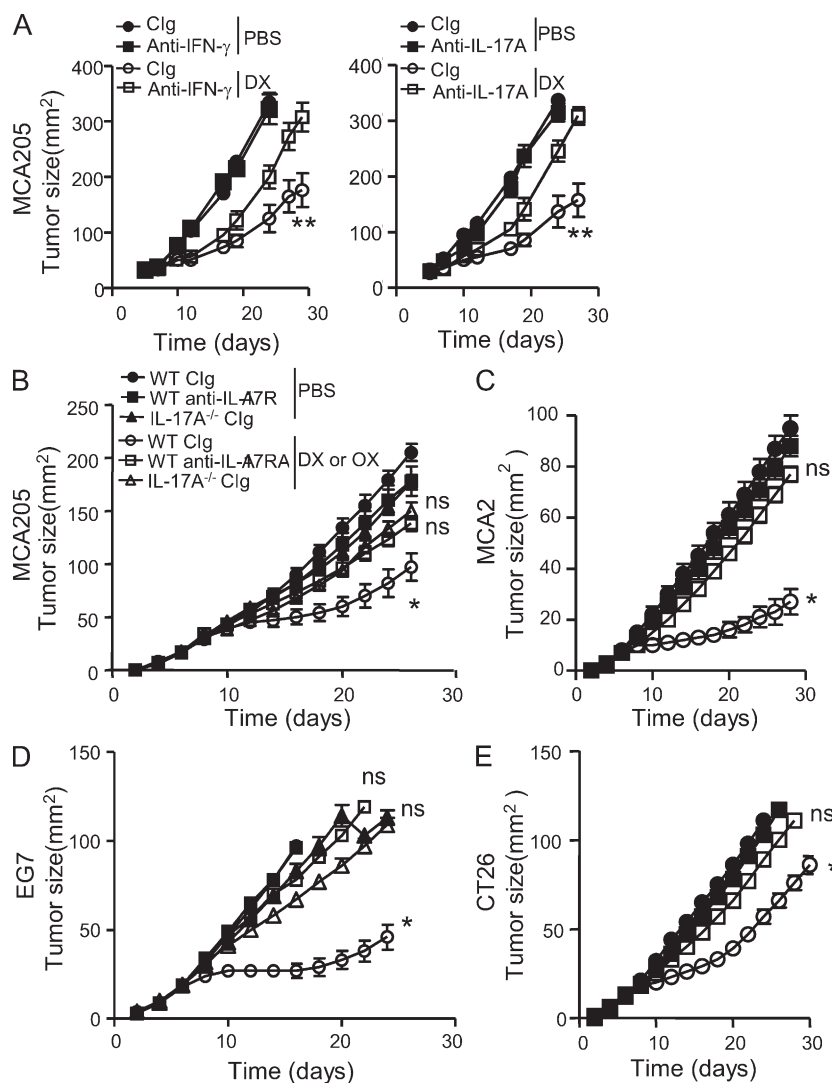 A
CIg
Anti-IFN-γ
PBS
CIg
Anti-IFN-γ
DX
400
300
200
100
0
MCA205
Tumor size(mm²)
**
0 10 20 30
Time (days)
CIg
Anti-IL-17A
PBS
CIg
Anti-IL-17A
DX
400
300
200
100
0
**
0 10 20 30
Time (days)
B
WT CIg
WT anti-IL-17R
IL-17A-/- CIg
PBS
WT CIg
WT anti-IL-17RA
IL-17A-/- CIg
DX or OX
250
200
150
100
50
0
MCA205
Tumor size(mm²)
ns
ns
*
0 10 20 30
Time (days)
C
100
80
60
40
20
0
MCA2
Tumor size(mm²)
ns
*
0 10 20 30
Time (days)
D
150
100
50
0
EG7
Tumor size(mm²)
ns
ns
*
0 10 20 30
Time (days)
E
150
100
50
0
CT26
Tumor size(mm²)
ns
*
0 10 20 30
Time (days)